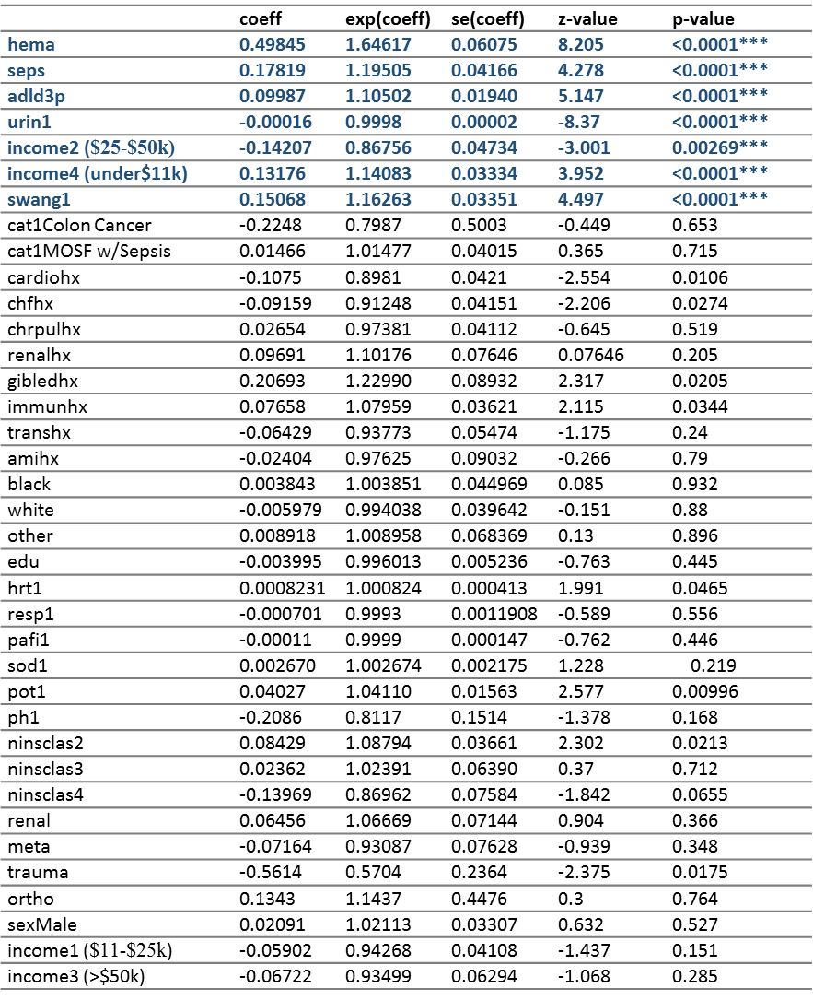 coeff exp(coeff) se(coeff) z-value p-value
hema 0.49845 1.64617 0.06075 8.205 <0.0001***
seps 0.17819 1.19505 0.04166 4.278 <0.0001***
adld3p 0.09987 1.10502 0.01940 5.147 <0.0001***
urin1 -0.00016 0.9998 0.00002 -8.37 <0.0001***
income2 ($25-$50k) -0.14207 0.86756 0.04734 -3.001 0.00269***
income4 (under$11k) 0.13176 1.14083 0.03334 3.952 <0.0001***
swang1 0.15068 1.16263 0.03351 4.497 <0.0001***
cat1Colon Cancer -0.2248 0.7987 0.5003 -0.449 0.653
cat1MOSF w/Sepsis 0.01466 1.01477 0.04015 0.365 0.715
cardiohx -0.1075 0.8981 0.0421 -2.554 0.0106
chfhx -0.09159 0.91248 0.04151 -2.206 0.0274
chrpulhx 0.02654 0.97381 0.04112 -0.645 0.519
renalhx 0.09691 1.10176 0.07646 0.07646 0.205
gibledhx 0.20693 1.22990 0.08932 2.317 0.0205
immunhx 0.07658 1.07959 0.03621 2.115 0.0344
transhx -0.06429 0.93773 0.05474 -1.175 0.24
amihx -0.02404 0.97625 0.09032 -0.266 0.79
black 0.003843 1.003851 0.044969 0.085 0.932
white -0.005979 0.994038 0.039642 -0.151 0.88
other 0.008918 1.008958 0.068369 0.13 0.896
edu -0.003995 0.996013 0.005236 -0.763 0.445
hrt1 0.0008231 1.000824 0.000413 1.991 0.0465
resp1 -0.000701 0.9993 0.0011908 -0.589 0.556
pafi1 -0.00011 0.9999 0.000147 -0.762 0.446
sod1 0.002670 1.002674 0.002175 1.228 0.219
pot1 0.04027 1.04110 0.01563 2.577 0.00996
ph1 -0.2086 0.8117 0.1514 -1.378 0.168
ninsclas2 0.08429 1.08794 0.03661 2.302 0.0213
ninsclas3 0.02362 1.02391 0.06390 0.37 0.712
ninsclas4 -0.13969 0.86962 0.07584 -1.842 0.0655
renal 0.06456 1.06669 0.07144 0.904 0.366
meta -0.07164 0.93087 0.07628 -0.939 0.348
trauma -0.5614 0.5704 0.2364 -2.375 0.0175
ortho 0.1343 1.1437 0.4476 0.3 0.764
sexMale 0.02091 1.02113 0.03307 0.632 0.527
income1 ($11-$25k) -0.05902 0.94268 0.04108 -1.437 0.151
income3 (>$50k) -0.06722 0.93499 0.06294 -1.068 0.285